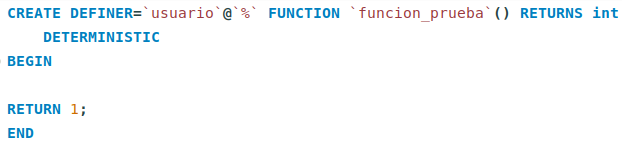 CREATE DEFINER=`usuario`@`%` FUNCTION `funcion_prueba`() RETURNS int
DETERMINISTIC
BEGIN
RETURN 1;
END